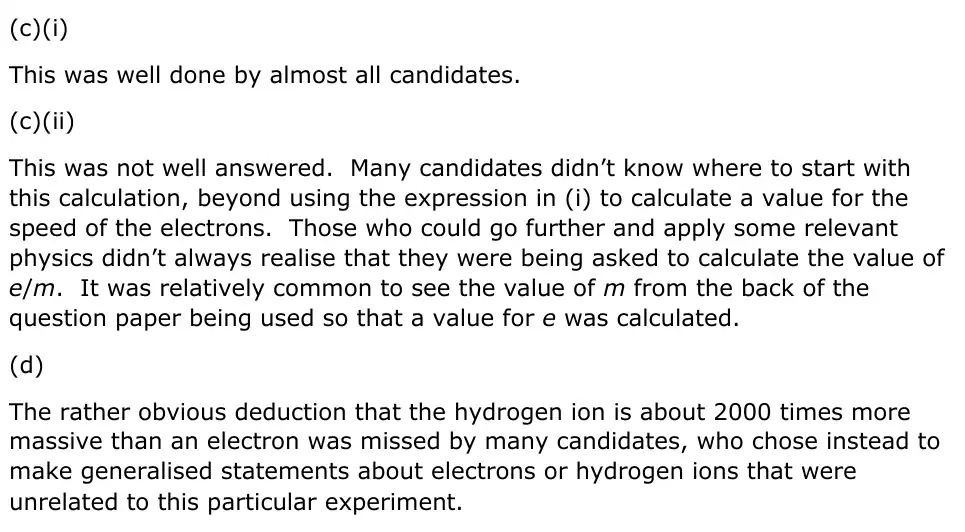 (c)(i)
This was well done by almost all candidates.
(c)(ii)
This was not well answered.  Many candidates didn’t know where to start with
this calculation, beyond using the expression in (i) to calculate a value for the
speed of the electrons.  Those who could go further and apply some relevant
physics didn’t always realise that they were being asked to calculate the value of
e/m.  It was relatively common to see the value of m from the back of the
question paper being used so that a value for e was calculated.
(d)
The rather obvious deduction that the hydrogen ion is about 2000 times more
massive than an electron was missed by many candidates, who chose instead to
make generalised statements about electrons or hydrogen ions that were
unrelated to this particular experiment.